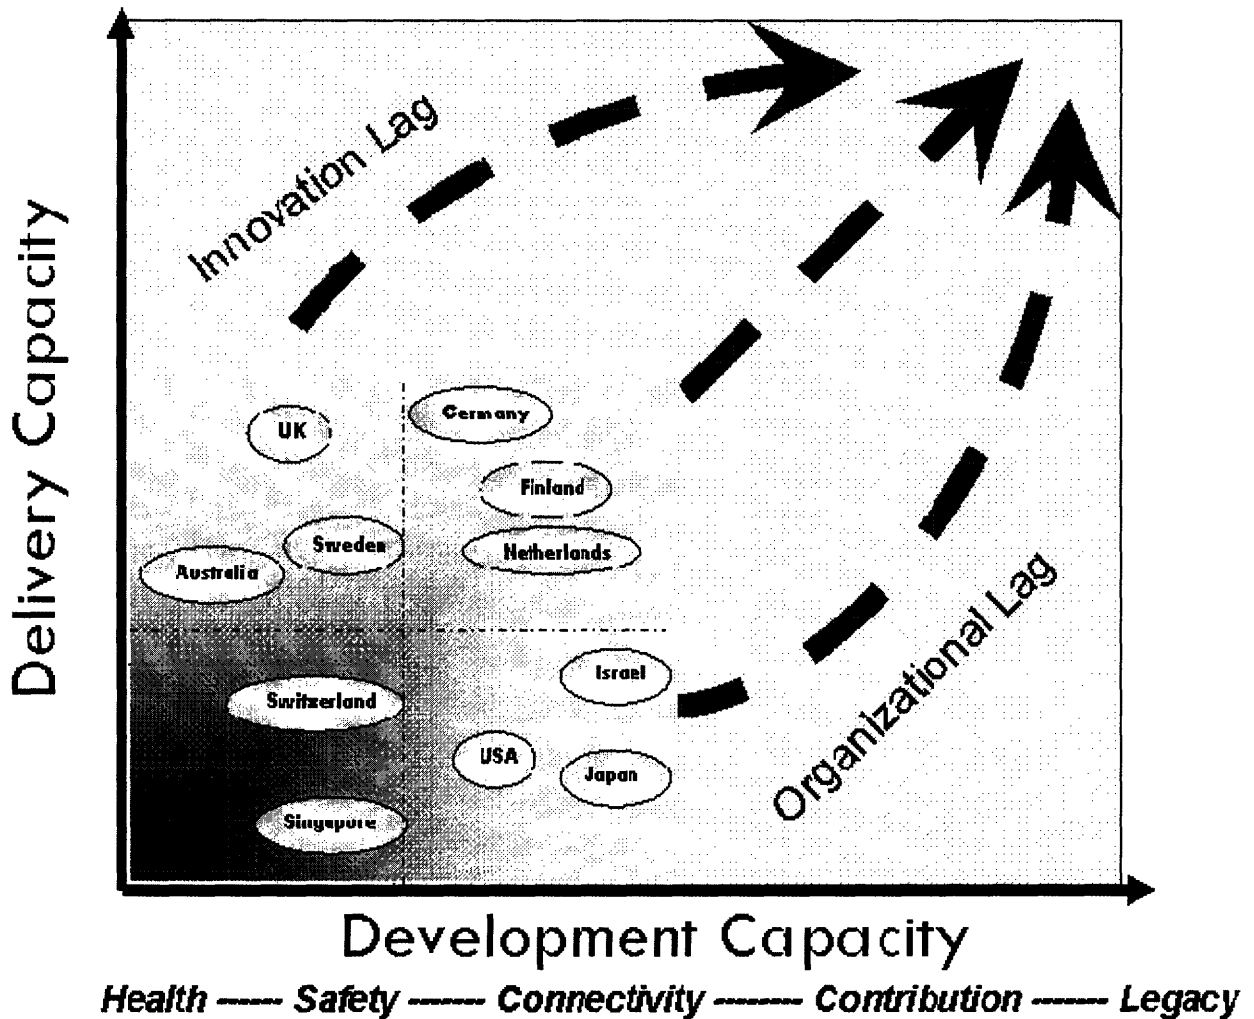 Innovation Lag
Delivery Capacity
UK
Germany
Finland
Sweden
Netherlands
Australia
Israel
Switzerland
USA
Japan
Singapore
Organizational Lag
Development Capacity
Health ------ Safety ------- Connectivity -------- Contribution ------ Legacy